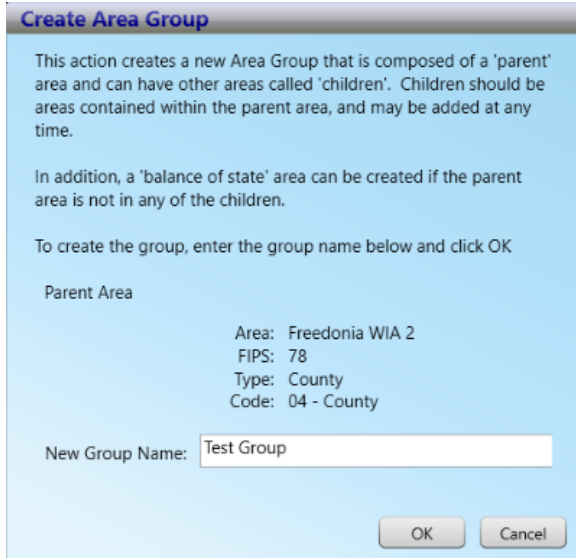 Create Area Group
This action creates a new Area Group that is composed of a 'parent'
area and can have other areas called 'children'.  Children should be
areas contained within the parent area, and may be added at any
time.
In addition, a 'balance of state' area can be created if the parent
area is not in any of the children.
To create the group, enter the group name below and click OK
Parent Area
Area: Freedonia WIA 2
FIPS: 78
Type: County
Code: 04 - County
New Group Name: Test Group
OK Cancel